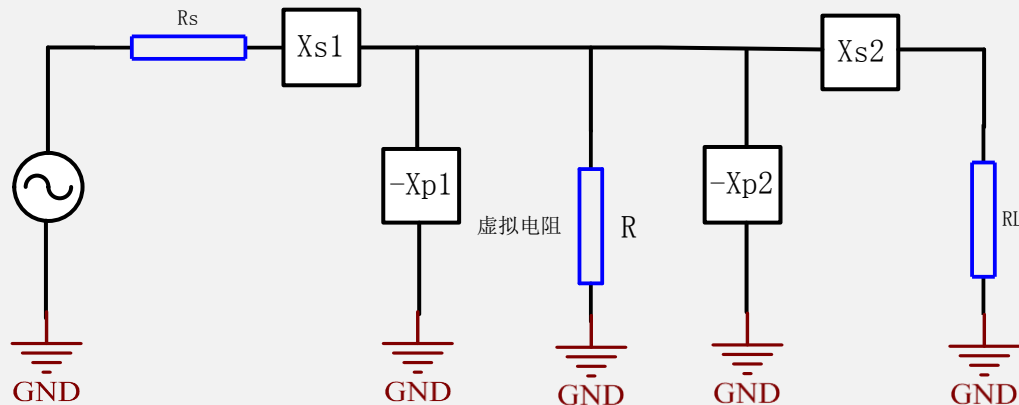 Rs
Xs1
Xs2
-Xp1
虚拟电阻
R
-Xp2
RL
GND
GND
GND
GND
GND